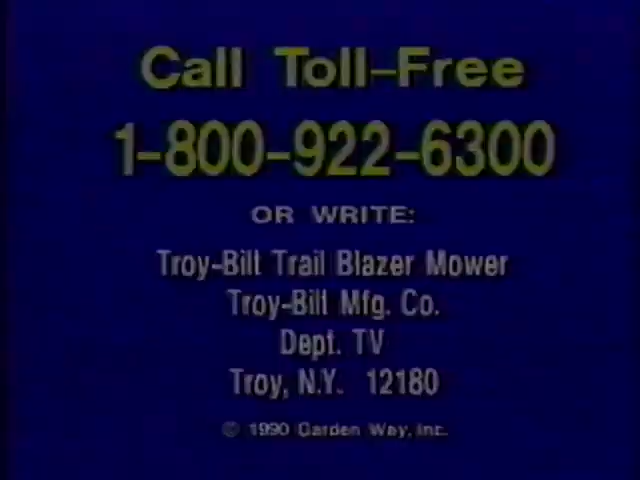 Call Toll-Free
1-800-922-6300
OR WRITE:
Troy-Bilt Trail Blazer Mower
Troy-Bilt Mfg. Co.
Dept. TV
Troy, N.Y. 12180
© 1990 Garden Way, Inc.